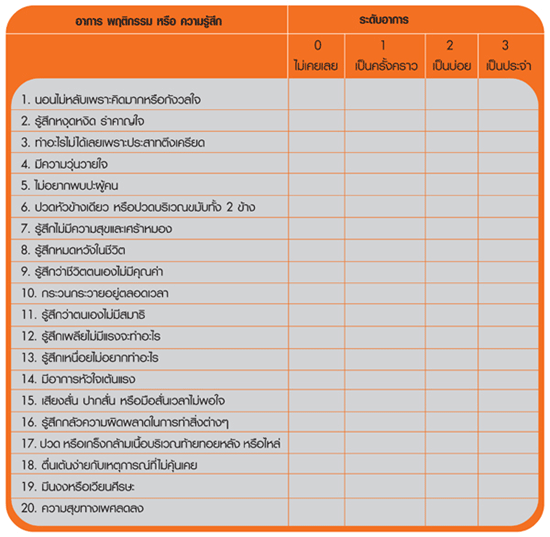 อาการ พฤติกรรม หรือ ความรู้สึก
ระดับอาการ
0 1 2 3
ไม่เคยเลย เป็นครั้งคราว เป็นบ่อย เป็นประจำ
1. นอนไม่หลับเพราะคิดมากหรือกังวลใจ
2. รู้สึกหงุดหงิด รำคาญใจ
3. ทำอะไรไม่ได้เลยเพราะประสาทตึงเครียด
4. มีความวุ่นวายใจ
5. ไม่อยากพบปะผู้คน
6. ปวดหัวข้างเดียว หรือปวดบริเวณขมับทั้ง 2 ข้าง
7. รู้สึกไม่มีความสุขและเศร้าหมอง
8. รู้สึกหมดหวังในชีวิต
9. รู้สึกว่าชีวิตตนเองไม่มีคุณค่า
10. กระวนกระวายอยู่ตลอดเวลา
11. รู้สึกว่าตนเองไม่มีสมาธิ
12. รู้สึกเพลียไม่มีแรงจะทำอะไร
13. รู้สึกเหนื่อยไม่อยากทำอะไร
14. มีอาการหัวใจเต้นแรง
15. เสียงสั่น ปากสั่น หรือมือสั่นเวลาไม่พอใจ
16. รู้สึกกลัวความผิดพลาดในการทำสิ่งต่างๆ
17. ปวด หรือเกร็งกล้ามเนื้อบริเวณท้ายทอยหลัง หรือไหล่
18. ตื่นเต้นง่ายกับเหตุการณ์ที่ไม่คุ้นเคย
19. มึนงงหรือเวียนศีรษะ
20. ความสุขทางเพศลดลง